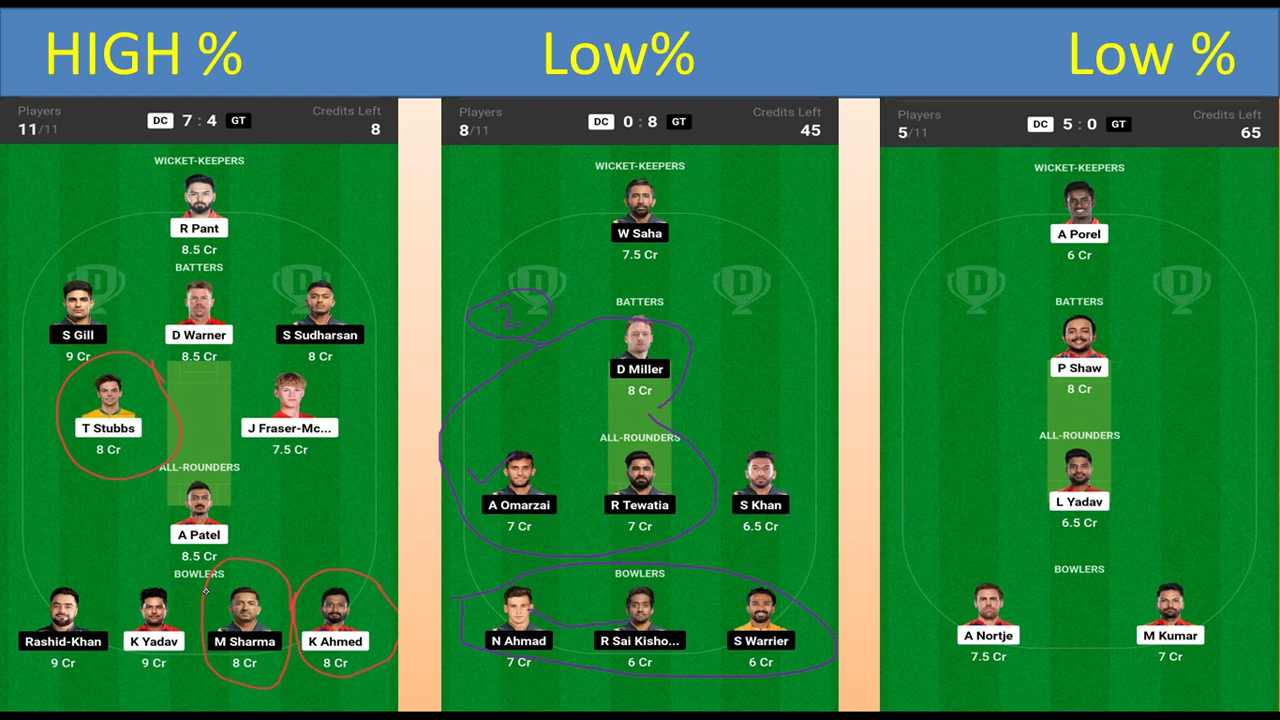 HIGH %
Low%
Low %
Players
11/11
DC 7 : 4 GT
Credits Left
8
WICKET-KEEPERS
R Pant
8.5 Cr
BATTERS
S Gill D Warner S Sudharsan
9 Cr 8.5 Cr 8 Cr
T Stubbs J Fraser-Mc...
8 Cr 7.5 Cr
ALL-ROUNDERS
A Patel
8.5 Cr
BOWLERS
Rashid-Khan K Yadav M Sharma K Ahmed
9 Cr 9 Cr 8 Cr 8 Cr
Players
8/11
DC 0 : 8 GT
Credits Left
45
WICKET-KEEPERS
W Saha
7.5 Cr
D D
BATTERS
2
D Miller
8 Cr
ALL-ROUNDERS
A Omarzai R Tewatia S Khan
7 Cr 7 Cr 6.5 Cr
BOWLERS
N Ahmad R Sai Kisho... S Warrier
7 Cr 6 Cr 6 Cr
Players
5/11
DC 5 : 0 GT
Credits Left
65
WICKET-KEEPERS
A Porel
6 Cr
D D
BATTERS
P Shaw
8 Cr
ALL-ROUNDERS
L Yadav
6.5 Cr
BOWLERS
A Nortje M Kumar
7.5 Cr 7 Cr